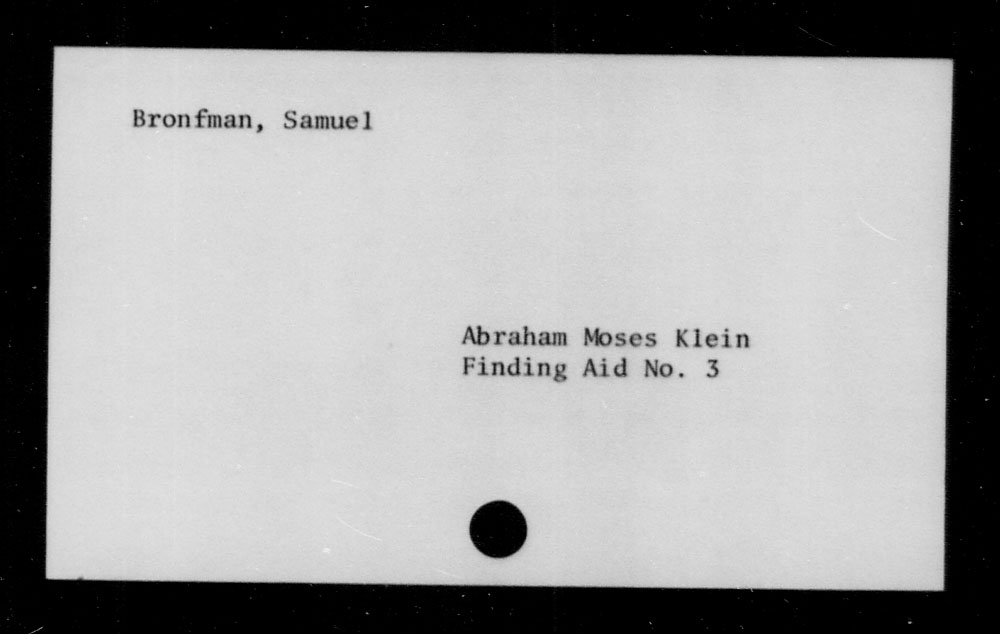 Bronfman, Samuel
Abraham Moses Klein
Finding Aid No. 3